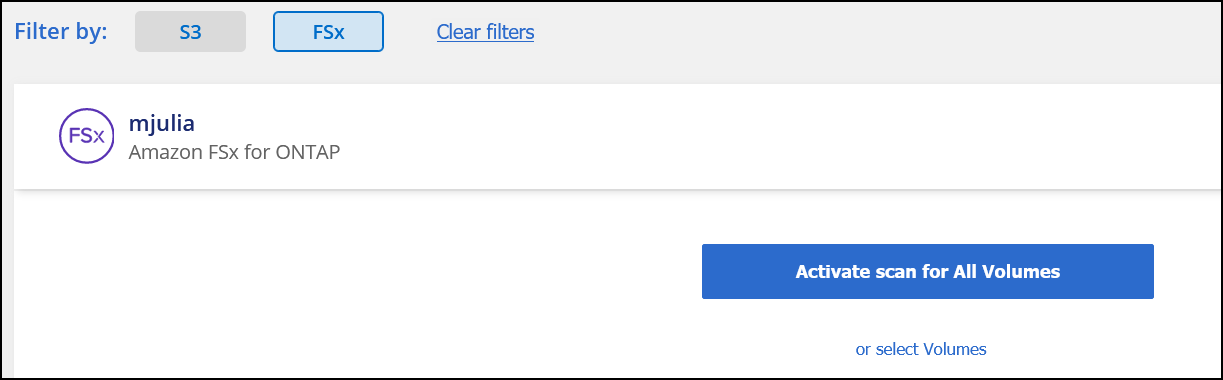 Filter by: S3 FSx Clear filters
FSx
mjulia
Amazon FSx for ONTAP
Activate scan for All Volumes
or select Volumes